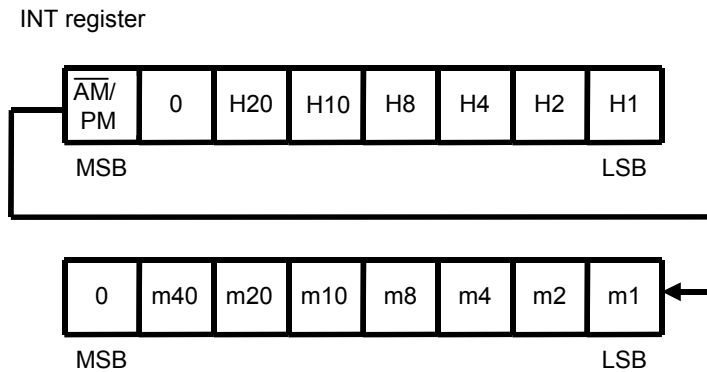 INT register
AM/
PM 0 H20 H10 H8 H4 H2 H1
MSB LSB
0 m40 m20 m10 m8 m4 m2 m1
MSB LSB